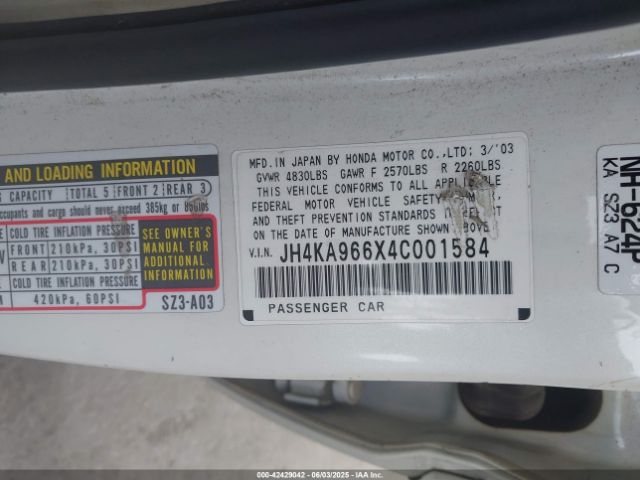 AND LOADING INFORMATION
CAPACITY TOTAL 5 FRONT 2 REAR 3
occupants and cargo should never exceed 385kg or 850lbs
COLD TIRE INFLATION PRESSURE
FRONT 210kPa, 30PSI
REAR 210kPa, 30PSI
COLD TIRE INFLATION PRESSURE
420kPa, 60PSI
SEE OWNER'S
MANUAL FOR
ADDITIONAL
INFORMATION
SZ3-A03
MFD.IN JAPAN BY HONDA MOTOR CO.,LTD; 3/'03
GVWR 4830LBS GAWR F 2570LBS R 2260LBS
THIS VEHICLE CONFORMS TO ALL APPLICABLE
FEDERAL MOTOR VEHICLE SAFETY
AND THEFT PREVENTION STANDARDS IN EFFECT
ON THE DATE OF MANUFACTURE SHOWN ABOVE
V.I.N. JH4KA966X4C001584
PASSENGER CAR
NH-624P
KA SZ3 A7 C
00-42429042 - 06/03/2025 - IAA Inc.